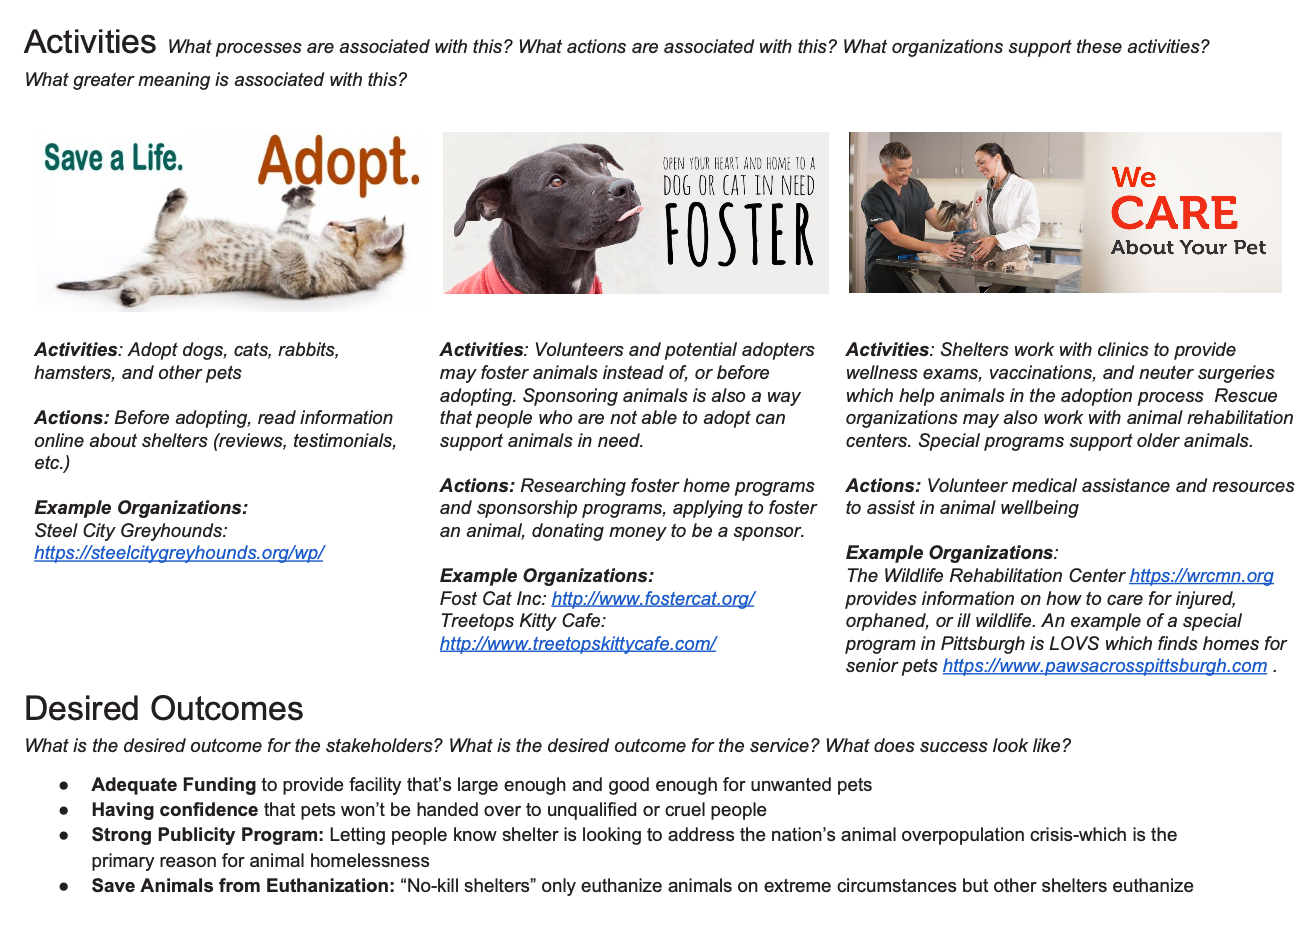 Activities What processes are associated with this? What actions are associated with this? What organizations support these activities?
What greater meaning is associated with this?
Save a Life.
Adopt.
OPEN YOUR HEART AND HOME TO A
DOG OR CAT IN NEED
FOSTER
We
CARE
About Your Pet
Activities: Adopt dogs, cats, rabbits,
hamsters, and other pets
Actions: Before adopting, read information
online about shelters (reviews, testimonials,
etc.)
Example Organizations:
Steel City Greyhounds:
https://steelcitygreyhounds.org/wp/
Activities: Volunteers and potential adopters
may foster animals instead of, or before
adopting. Sponsoring animals is also a way
that people who are not able to adopt can
support animals in need.
Actions: Researching foster home programs
and sponsorship programs, applying to foster
an animal, donating money to be a sponsor.
Example Organizations:
Fost Cat Inc: http://www.fostercat.org/
Treetops Kitty Cafe:
http://www.treetopskittycafe.com/
Activities: Shelters work with clinics to provide
wellness exams, vaccinations, and neuter surgeries
which help animals in the adoption process  Rescue
organizations may also work with animal rehabilitation
centers. Special programs support older animals.
Actions: Volunteer medical assistance and resources
to assist in animal wellbeing
Example Organizations:
The Wildlife Rehabilitation Center https://wrcmn.org
provides information on how to care for injured,
orphaned, or ill wildlife. An example of a special
program in Pittsburgh is LOVS which finds homes for
senior pets https://www.pawsacrosspittsburgh.com .
Desired Outcomes
What is the desired outcome for the stakeholders? What is the desired outcome for the service? What does success look like?
● Adequate Funding to provide facility that's large enough and good enough for unwanted pets
● Having confidence that pets won't be handed over to unqualified or cruel people
● Strong Publicity Program: Letting people know shelter is looking to address the nation's animal overpopulation crisis-which is the
primary reason for animal homelessness
● Save Animals from Euthanization: “No-kill shelters” only euthanize animals on extreme circumstances but other shelters euthanize